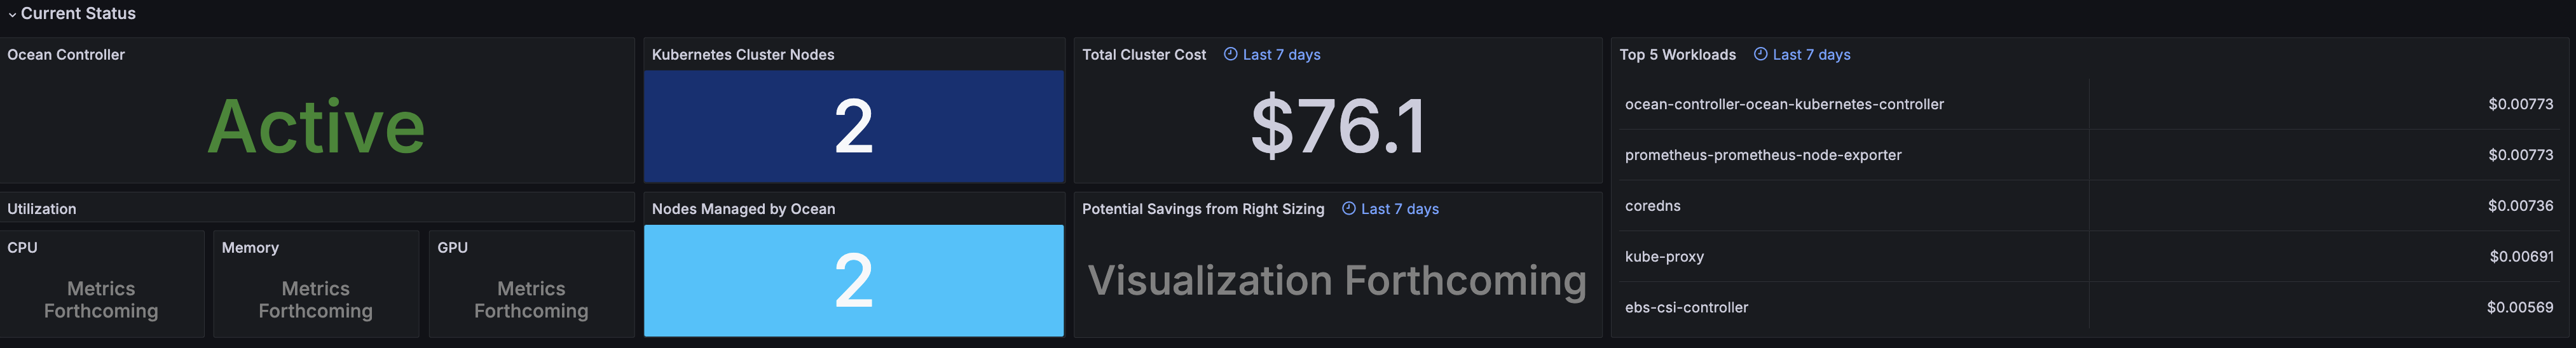 Current Status
Ocean Controller
Active
Kubernetes Cluster Nodes
2
Total Cluster Cost Last 7 days
$76.1
Top 5 Workloads Last 7 days
ocean-controller-ocean-kubernetes-controller $0.00773
prometheus-prometheus-node-exporter $0.00773
coredns $0.00736
kube-proxy $0.00691
ebs-csi-controller $0.00569
Utilization
CPU
Metrics
Forthcoming
Memory
Metrics
Forthcoming
GPU
Metrics
Forthcoming
Nodes Managed by Ocean
2
Potential Savings from Right Sizing Last 7 days
Visualization Forthcoming